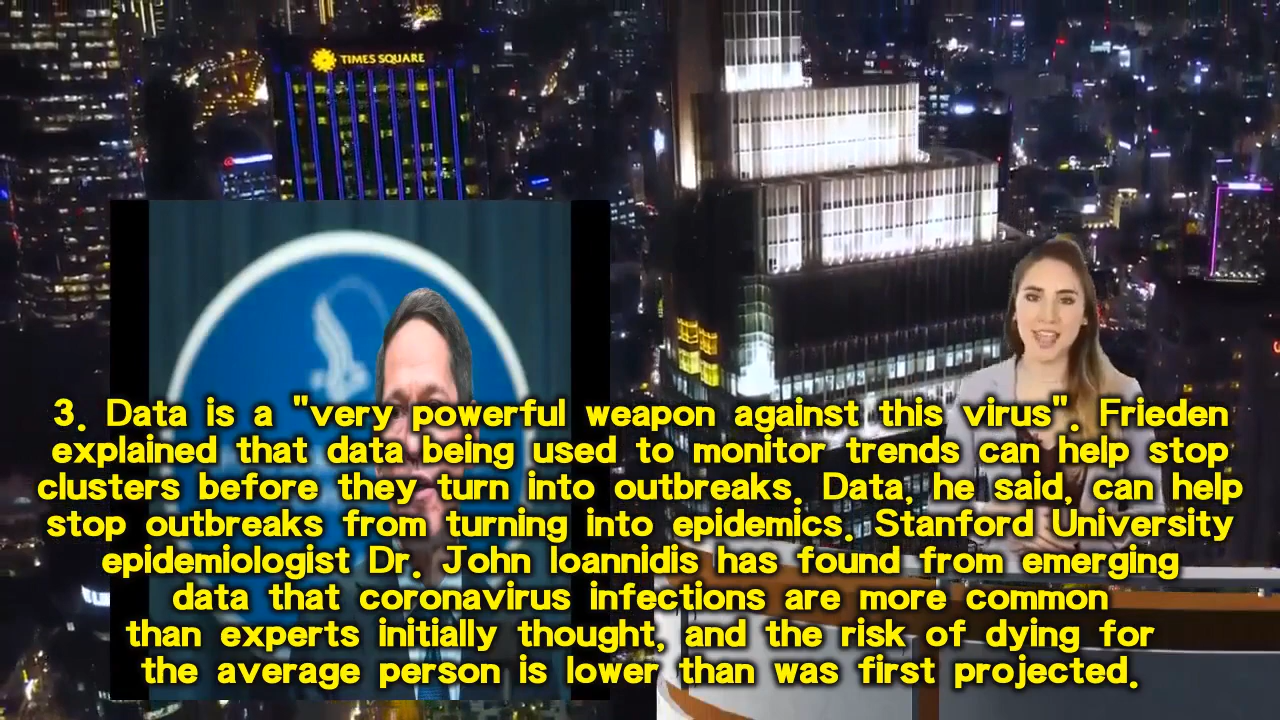 TIMES SQUARE
3. Data is a "very powerful weapon against this virus". Frieden
explained that data being used to monitor trends can help stop
clusters before they turn into outbreaks. Data, he said, can help
stop outbreaks from turning into epidemics. Stanford University
epidemiologist Dr. John Ioannidis has found from emerging
data that coronavirus infections are more common
than experts initially thought, and the risk of dying for
the average person is lower than was first projected.